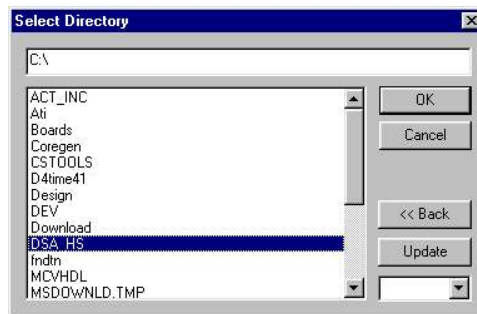 Select Directory
C:\
ACT_INC
Ati
Boards
Coregen
CSTOOLS
D4time41
Design
DEV
Download
DSA_HS
fndtn
MCVHDL
MSDOWNLD.TMP
OK
Cancel
<< Back
Update